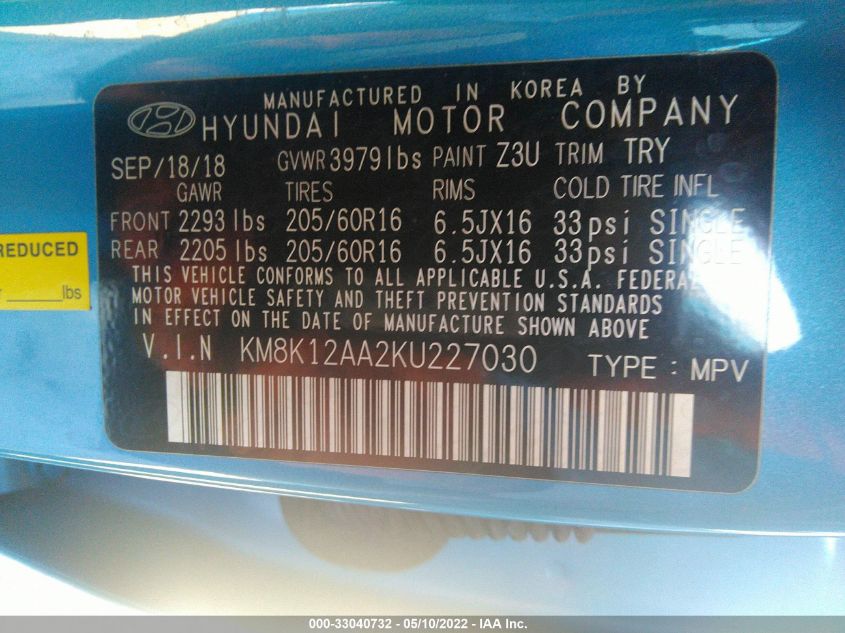 MANUFACTURED IN KOREA BY
HYUNDAI MOTOR COMPANY
SEP/18/18 GVWR 3979 lbs PAINT Z3U TRIM TRY
GAWR TIRES RIMS COLD TIRE INFL
FRONT 2293 lbs 205/60R16 6.5JX16 33psi SINGLE
REAR 2205 lbs 205/60R16 6.5JX16 33psi SINGLE
THIS VEHICLE CONFORMS TO ALL APPLICABLE U.S.A. FEDERAL
MOTOR VEHICLE SAFETY AND THEFT PREVENTION STANDARDS
IN EFFECT ON THE DATE OF MANUFACTURE SHOWN ABOVE
V.I.N KM8K12AA2KU227030 TYPE : MPV
REDUCED
_____lbs
000-33040732 - 05/10/2022 - IAA Inc.